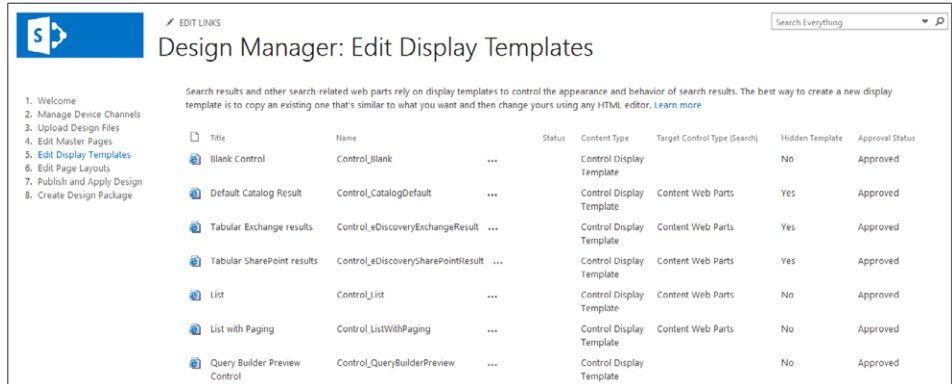 EDIT LINKS
Search Everything
Design Manager: Edit Display Templates
1. Welcome
2. Manage Device Channels
3. Upload Design Files
4. Edit Master Pages
5. Edit Display Templates
6. Edit Page Layouts
7. Publish and Apply Design
8. Create Design Package
Search results and other search-related web parts rely on display templates to control the appearance and behavior of search results. The best way to create a new display
template is to copy an existing one that's similar to what you want and then change yours using any HTML editor. Learn more
Title Name Status Content Type Target Control Type (Search) Hidden Template Approval Status
Blank Control Control_Blank ... Control Display No Approved
Template
Default Catalog Result Control_CatalogDefault ... Control Display Content Web Parts Yes Approved
Template
Tabular Exchange results Control_eDiscoveryExchangeResult ... Control Display Content Web Parts Yes Approved
Template
Tabular SharePoint results Control_eDiscoverySharePointResult ... Control Display Content Web Parts Yes Approved
Template
List Control_List ... Control Display Content Web Parts No Approved
Template
List with Paging Control_ListWithPaging ... Control Display Content Web Parts No Approved
Template
Query Builder Preview Control_QueryBuilderPreview ... Control Display No Approved
Control Template